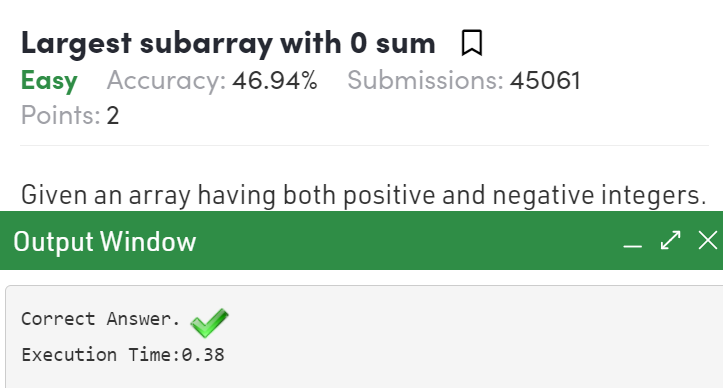 Largest subarray with 0 sum
Easy Accuracy: 46.94% Submissions: 45061
Points: 2
Given an array having both positive and negative integers.
Output Window
Correct Answer.
Execution Time:0.38